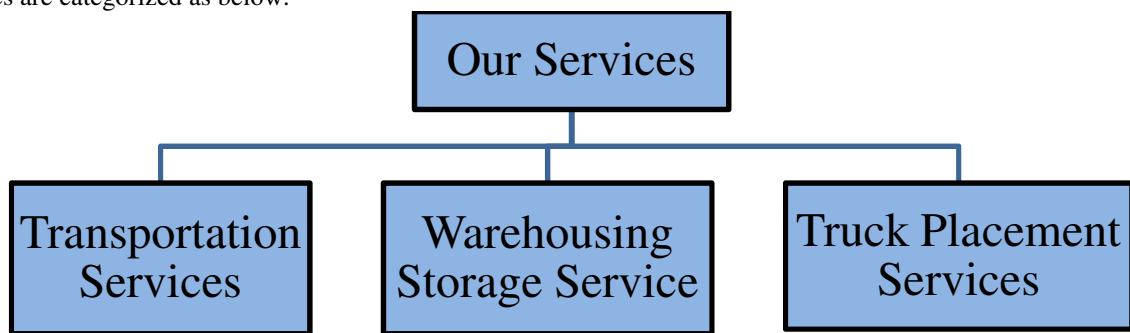 es are categorized as below:
Our Services
Transportation
Services
Warehousing
Storage Service
Truck Placement
Services